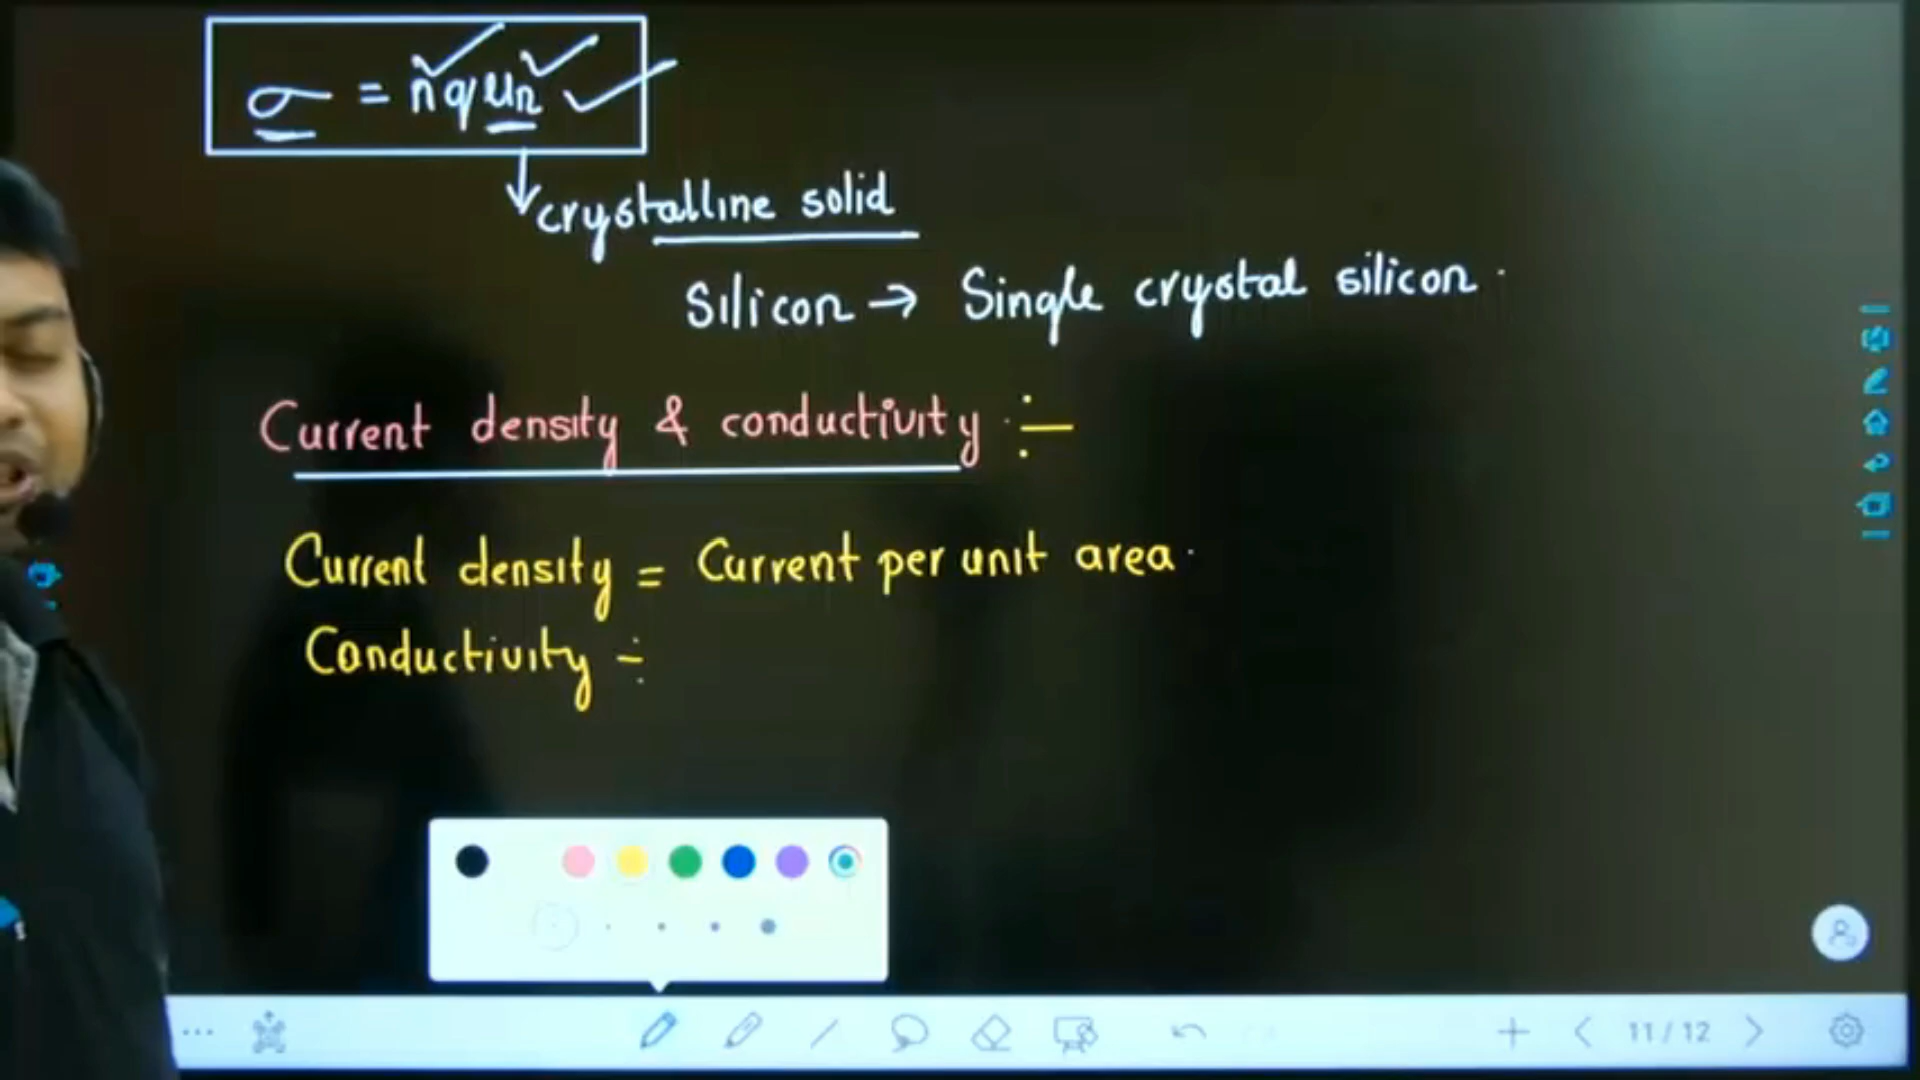 σ = nqμn
crystalline solid
Silicon → Single crystal silicon.
Current density & conductivity :-
Current density = Current per unit area.
Conductivity :-
11 / 12